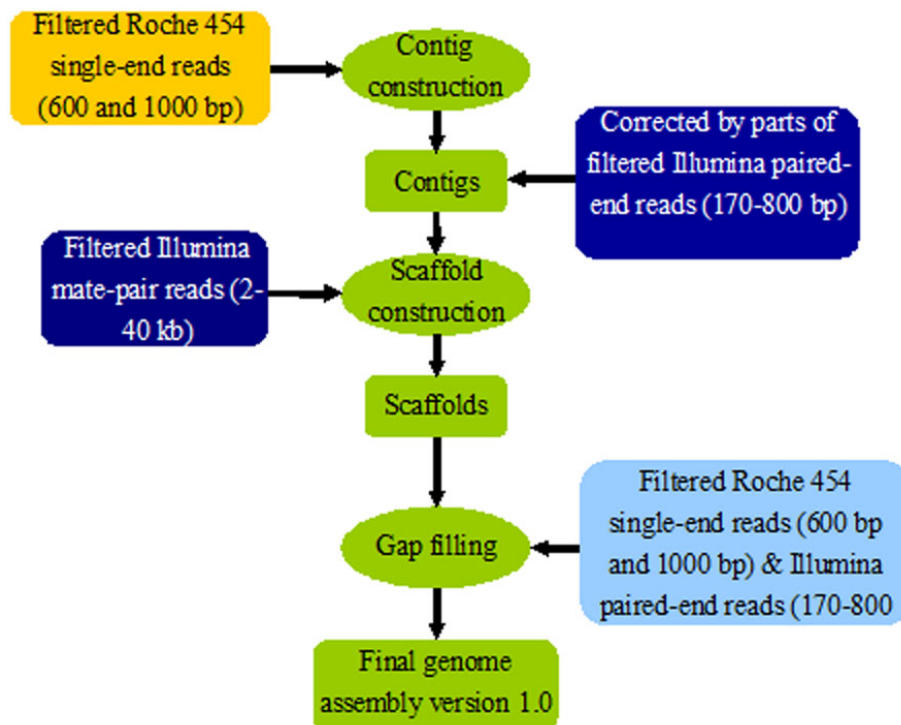 Filtered Roche 454
single-end reads
(600 and 1000 bp)
Contig
construction
Corrected by parts of
filtered Illumina paired-
end reads (170-800 bp)
Contigs
Filtered Illumina
mate-pair reads (2-
40 kb)
Scaffold
construction
Scaffolds
Filtered Roche 454
single-end reads (600 bp
and 1000 bp) & Illumina
paired-end reads (170-800
Gap filling
Final genome
assembly version 1.0